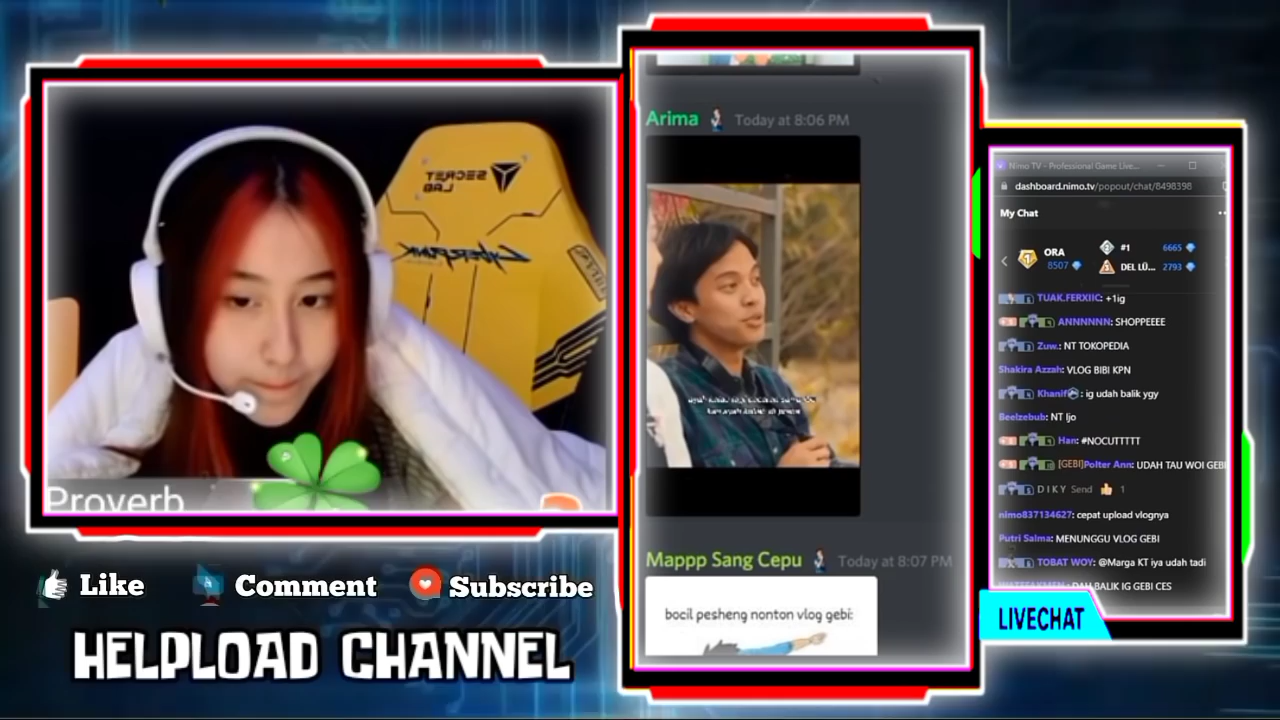 Proverb
Like
Comment
Subscribe
HELPLOAD CHANNEL
Arima
Today at 8:06 PM
Mappp Sang Cepu
Today at 8:07 PM
bocil pesheng nonton vlog gebi:
Nimo TV - Professional Game Live...
dashboard.nimo.tv/popout/chat/8498398
My Chat
ORA
8507
#1 6665
DEL LÜ... 2793
TUAK.FERXIIC: +1ig
ANNNNNN: SHOPPEEE
Zuw.: NT TOKOPEDIA
Shakira Azzah: VLOG BIBI KPN
Khanif : ig udah balik ygy
Beelzebub: NT Ijo
Han: #NOCUTTTTT
[GEBI]Polter Ann: UDAH TAU WOI GEBI
D I K Y Send 1
nimo837134627: cepat upload vlognya
Putri Salma: MENUNGGU VLOG GEBI
TOBAT WOY: @Marga KT iya udah tadi
DAH BALIK IG GEBI CES
LIVECHAT
SECRET
LAB
CYBERPUNK